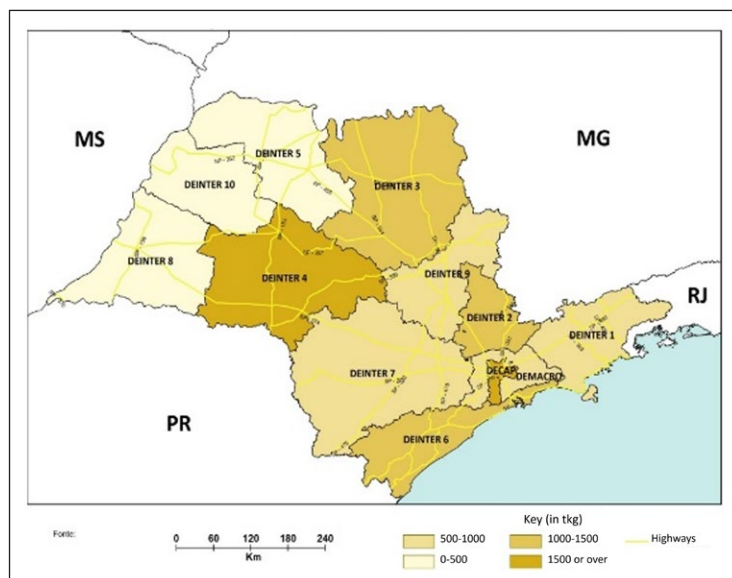 MS
MG
DEINTER 5
DEINTER 10
DEINTER 3
DEINTER 8
DEINTER 4
DEINTER 9
RJ
DEINTER 2
DEINTER 1
DEINTER 7
DECAP
DEMACRO
PR
DEINTER 6
Key (in tkg)
Fonte:
0 60 120 180 240
Km
500-1000
1000-1500
Highways
0-500
1500 or over